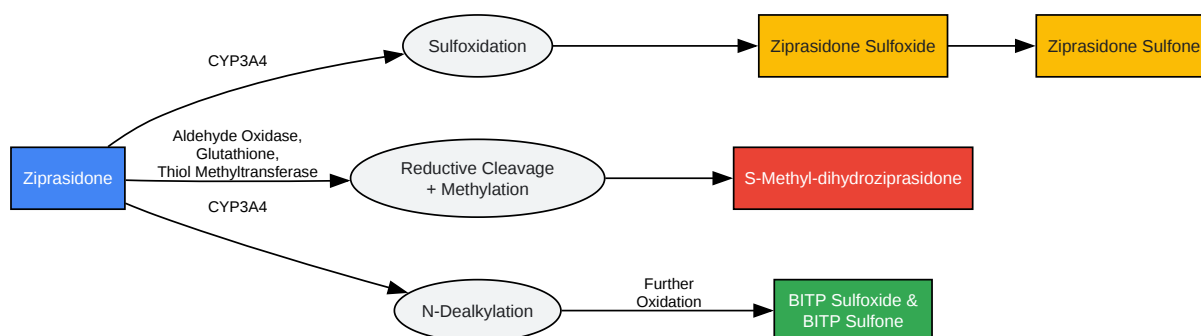 CYP3A4
Sulfoxidation
Ziprasidone Sulfoxide
Ziprasidone Sulfone
Ziprasidone
Aldehyde Oxidase,
Glutathione,
Thiol Methyltransferase
Reductive Cleavage
+ Methylation
S-Methyl-dihydroziprasidone
CYP3A4
N-Dealkylation
Further
Oxidation
BITP Sulfoxide &
BITP Sulfone